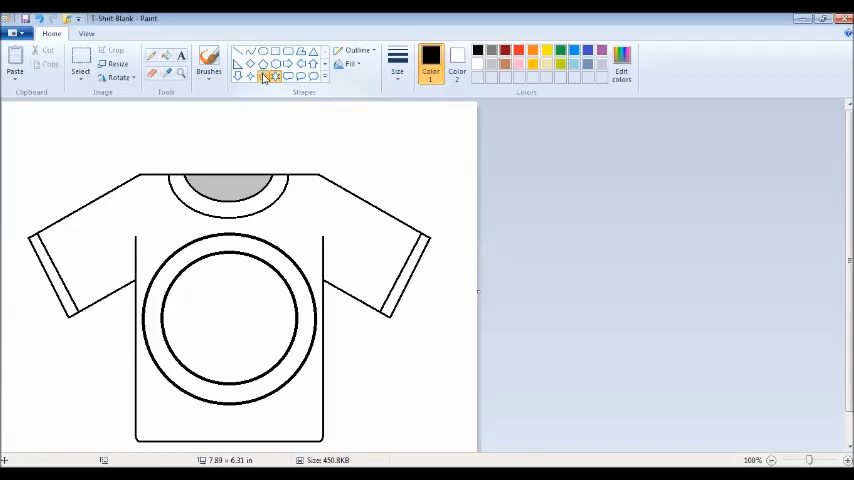 T-Shirt Blank - Paint
Home View
Paste
Cut
Copy
Clipboard
Select
Crop
Resize
Rotate
Image
Tools
Brushes
Shapes
Outline
Fill
Size
Color 1
Color 2
Colors
Edit colors
7.89 × 6.31 in
Size: 450.8KB
100%